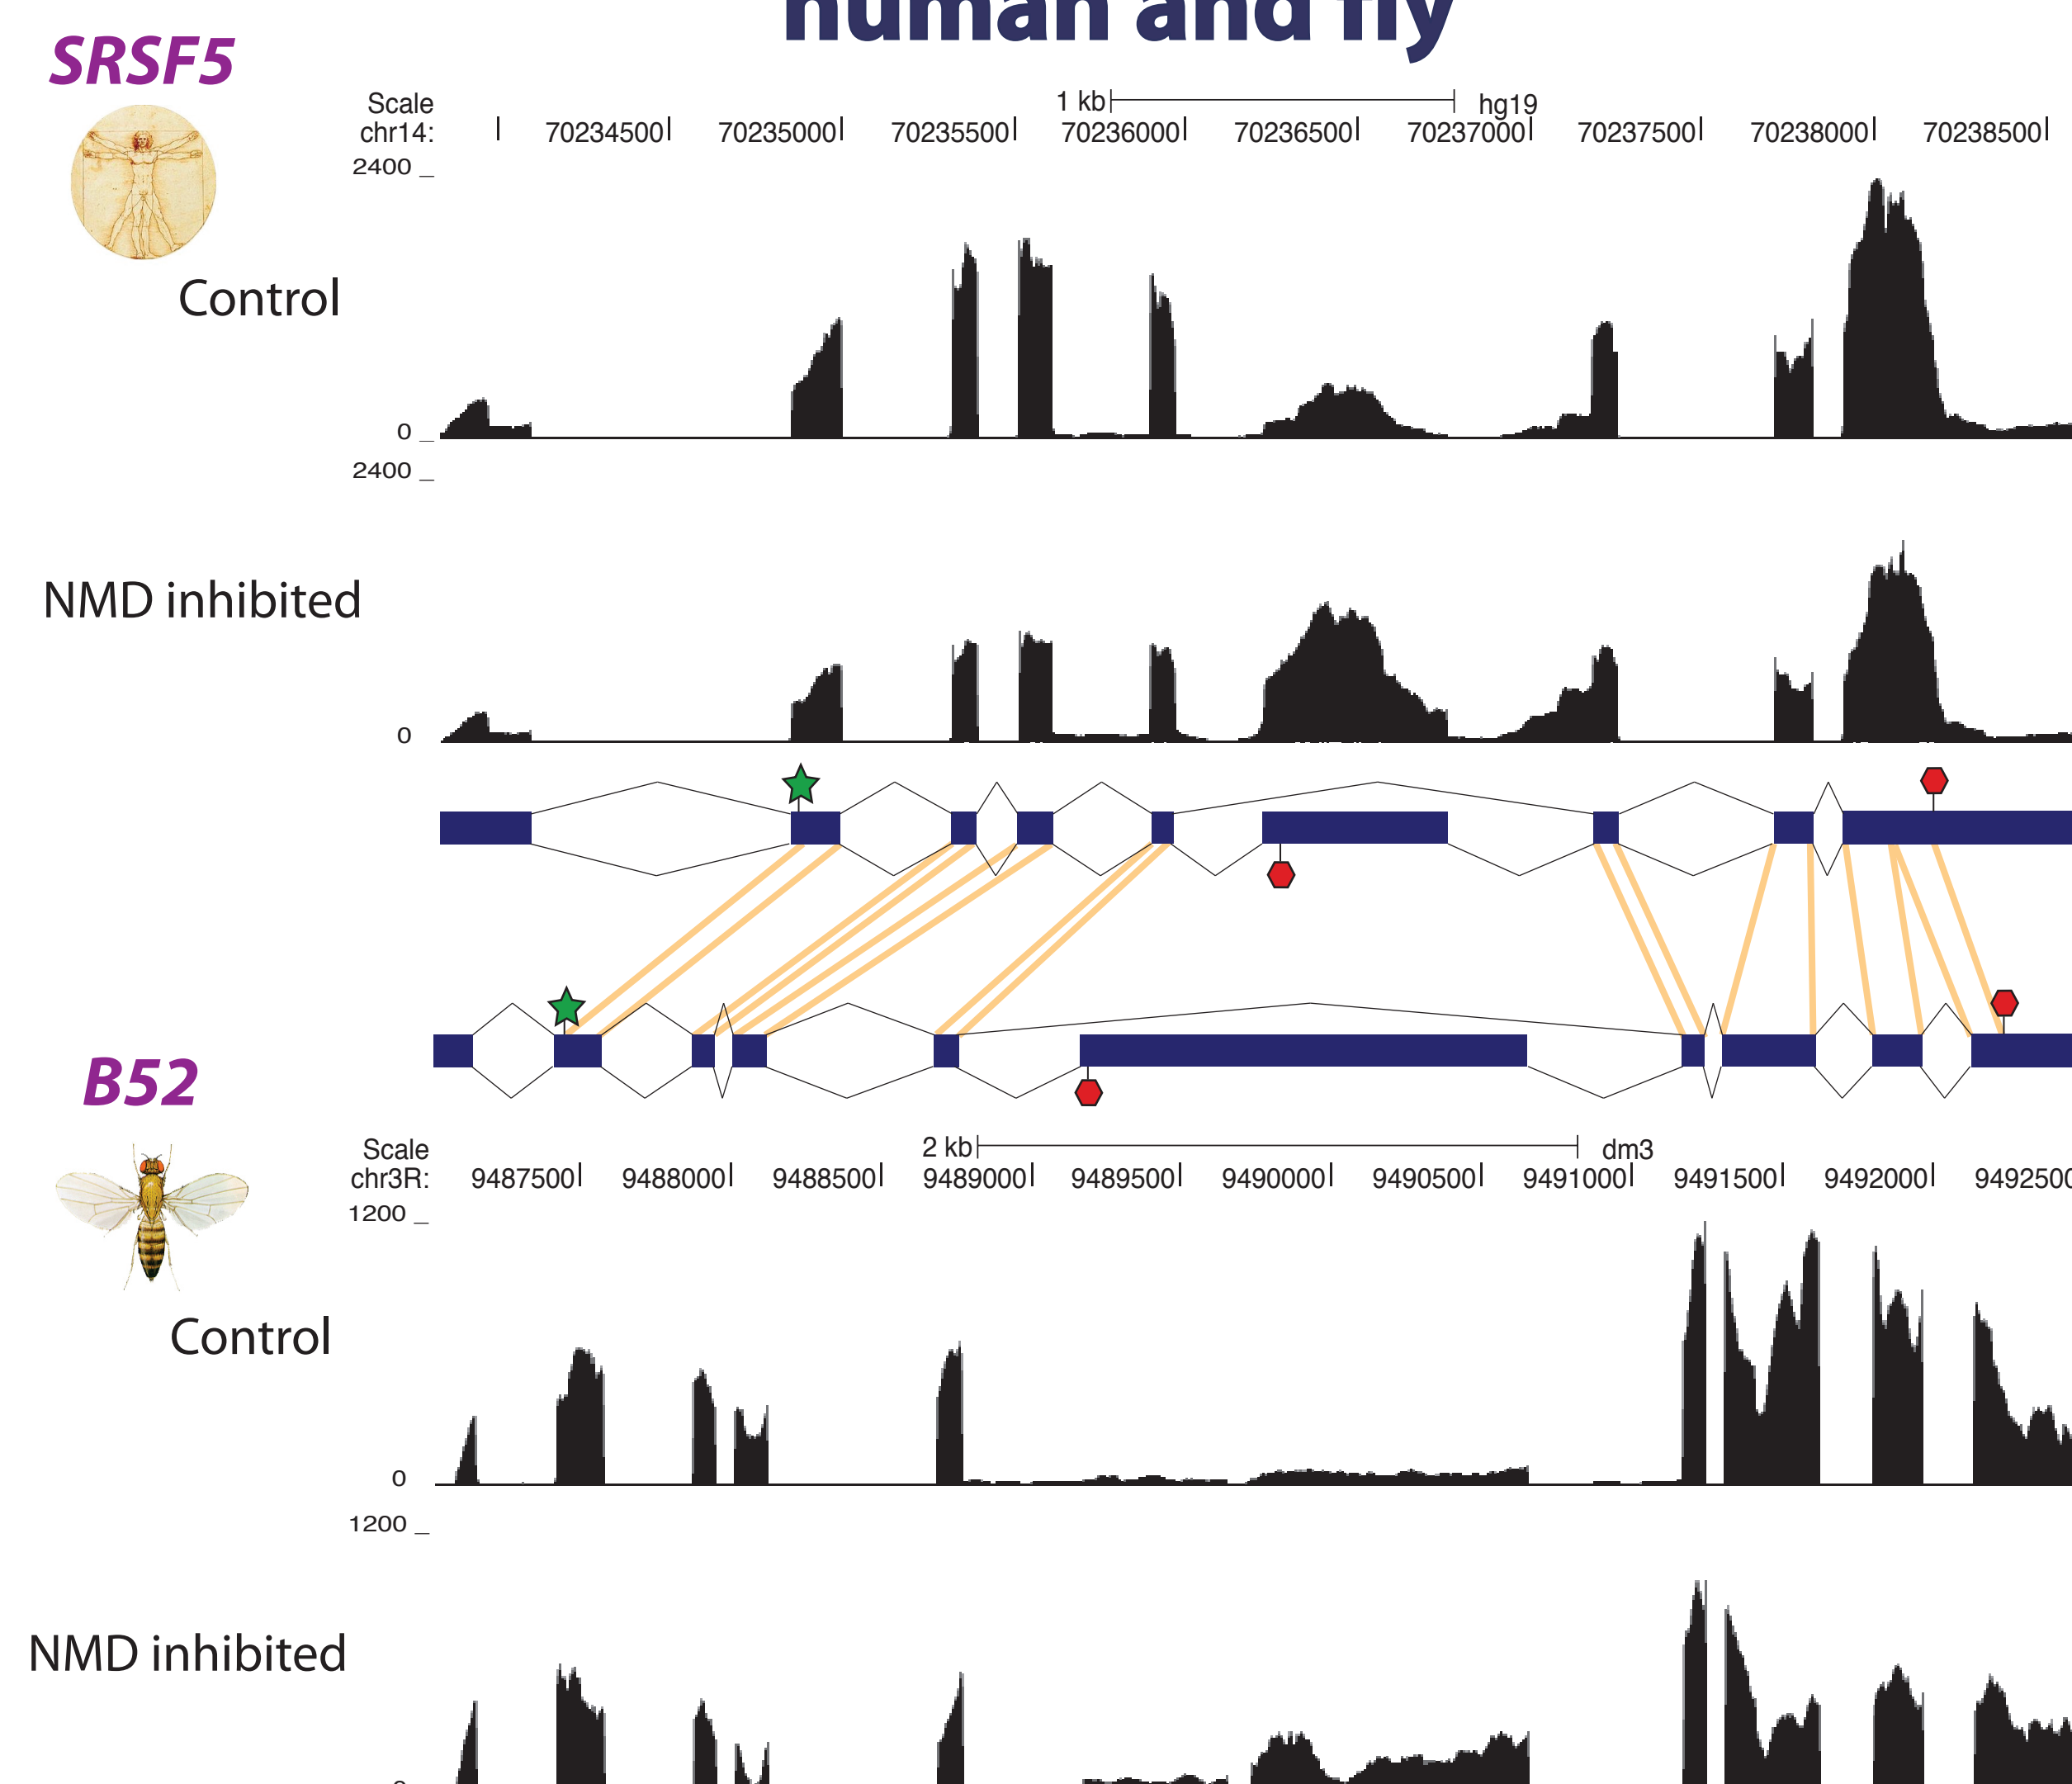 human and fly
SRSF5
Scale 1 kb hg19
chr14: 70234500 70235000 70235500 70236000 70236500 70237000 70237500 70238000 70238500
2400
Control
0
2400
NMD inhibited
0
B52
Scale 2 kb dm3
chr3R: 9487500 9488000 9488500 9489000 9489500 9490000 9490500 9491000 9491500 9492000 9492500
1200
Control
0
1200
NMD inhibited